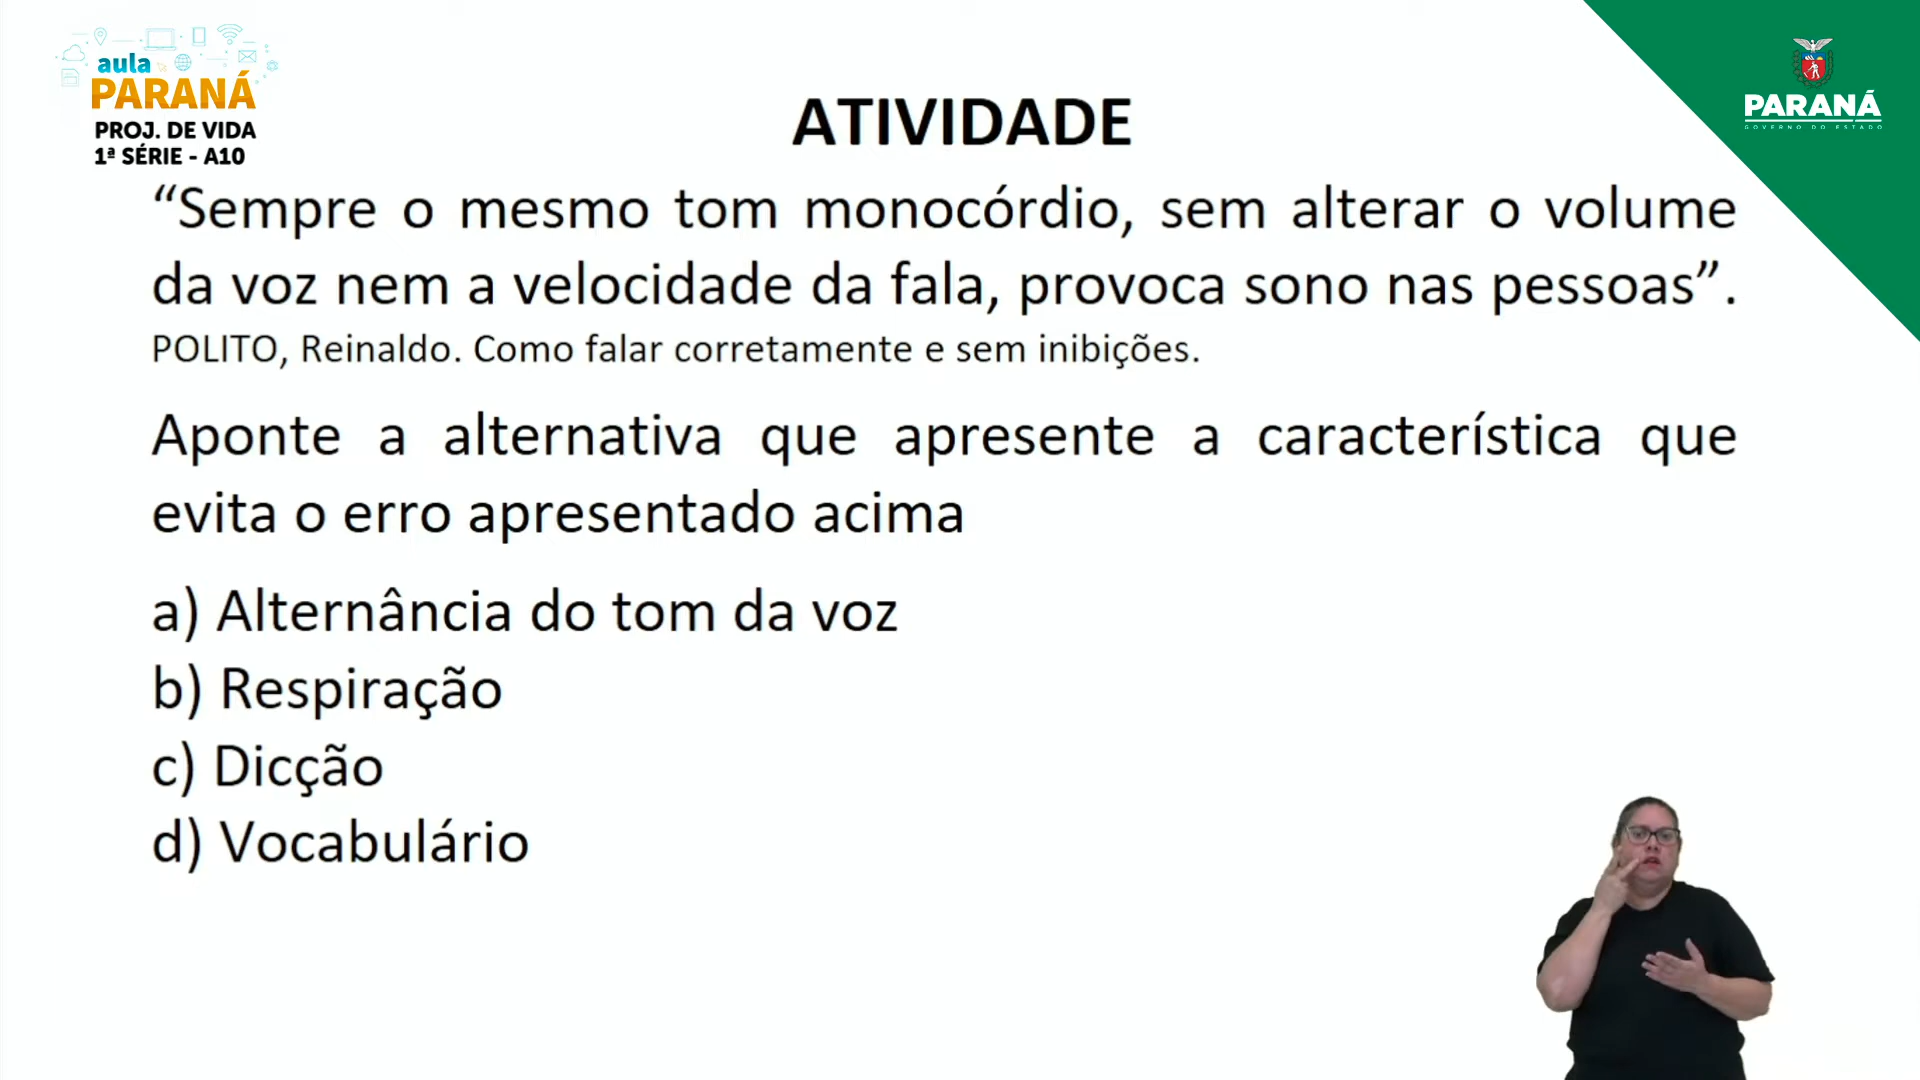 aula
PARANÁ
PROJ. DE VIDA
1ª SÉRIE - A10
PARANÁ
GOVERNO DO ESTADO
ATIVIDADE
“Sempre o mesmo tom monocórdio, sem alterar o volume
da voz nem a velocidade da fala, provoca sono nas pessoas”.
POLITO, Reinaldo. Como falar corretamente e sem inibições.
Aponte a alternativa que apresente a característica que
evita o erro apresentado acima
a) Alternância do tom da voz
b) Respiração
c) Dicção
d) Vocabulário